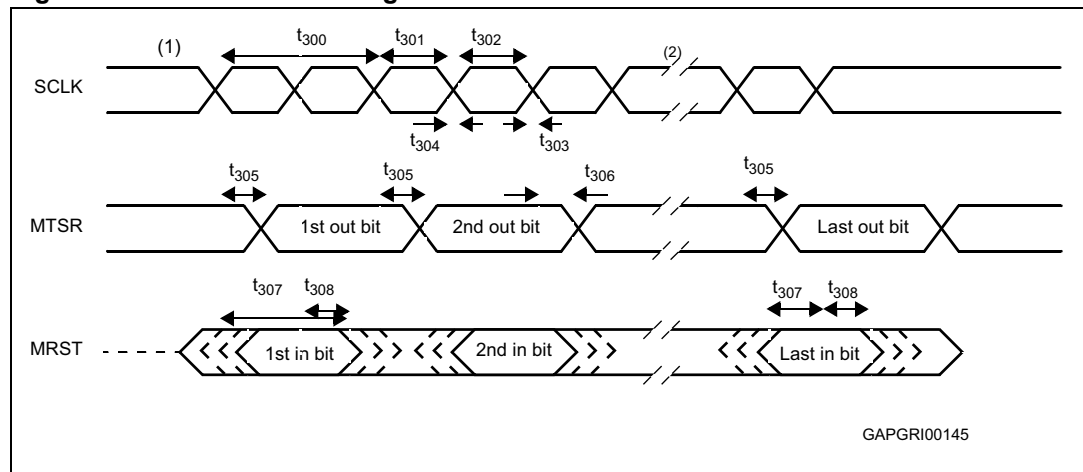 (1) t300 t301 t302 (2)
SCLK
t304 t303
t305 t305 t306 t305
MTSR 1st out bit 2nd out bit Last out bit
t307 t308 t307 t308
MRST 1st in bit 2nd in bit Last in bit
GAPGRI00145